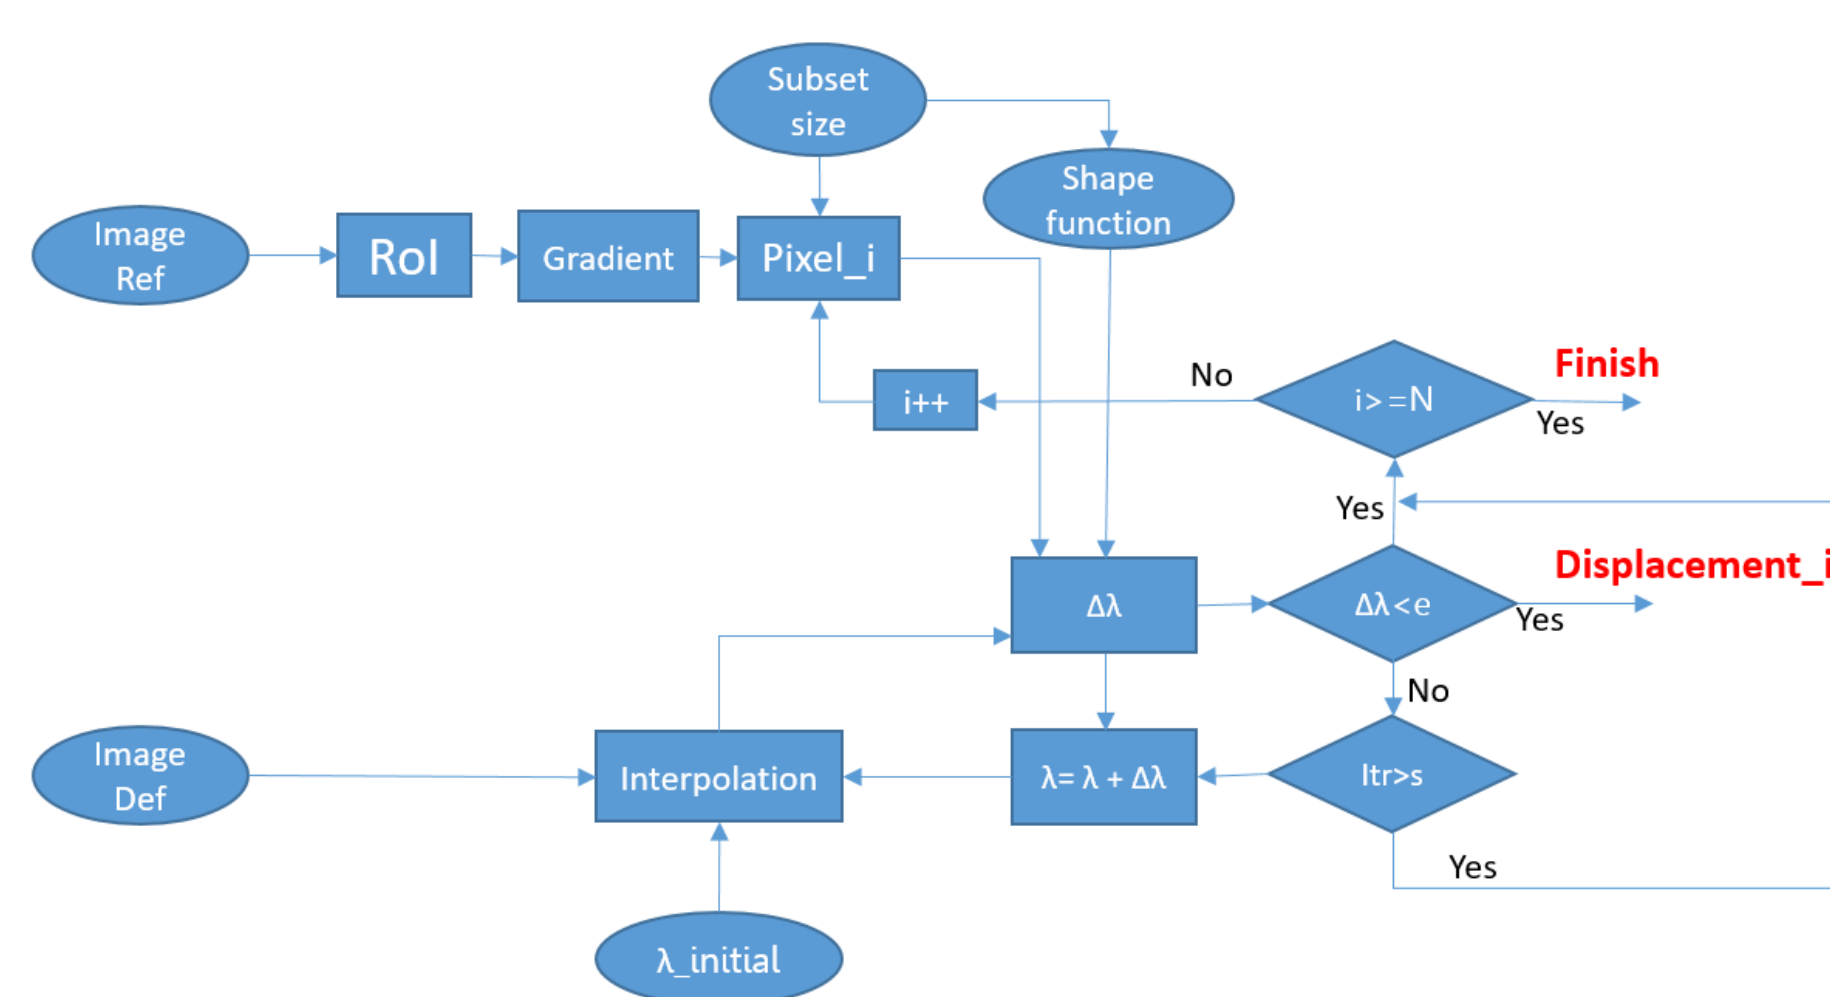 Subset
size
Shape
function
Image
Ref
RoI
Gradient
Pixel_i
i++
No
i>=N
Finish
Yes
Yes
Displacement_i
Δλ
Δλ<e
Yes
No
Image
Def
Interpolation
λ= λ + Δλ
Itr>s
Yes
λ_initial